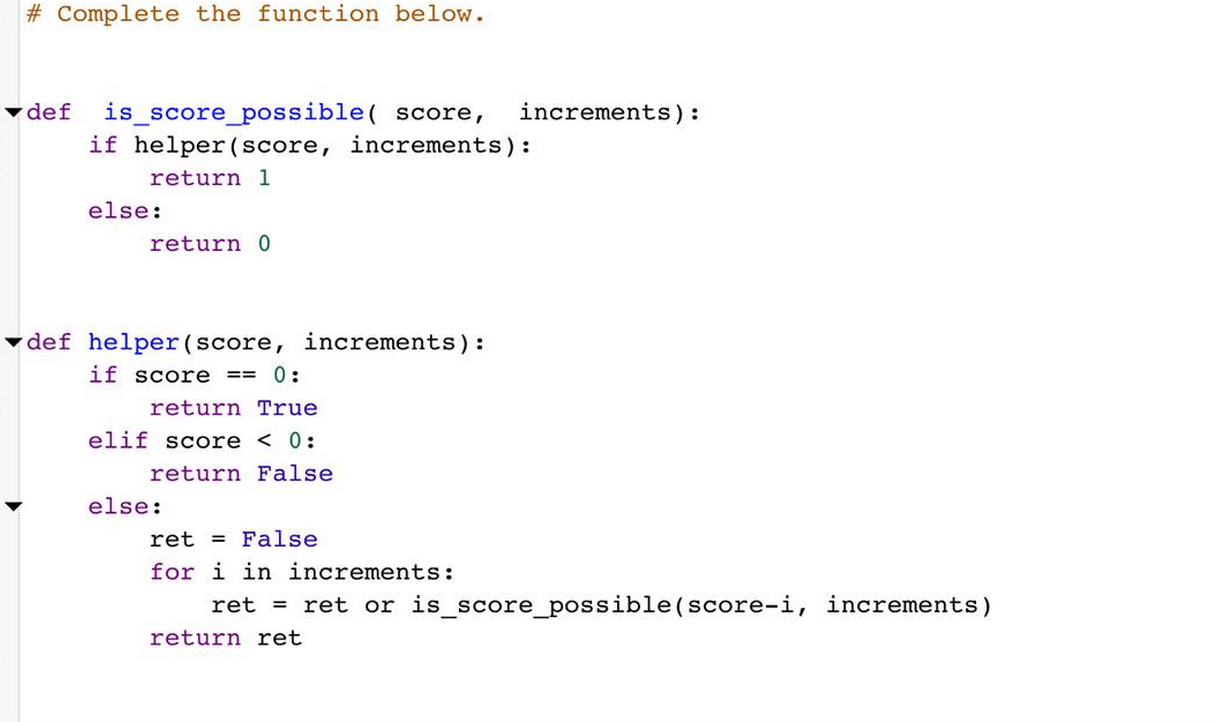 # Complete the function below.
def  is_score_possible( score,  increments):
    if helper(score, increments):
        return 1
    else:
        return 0
def helper(score, increments):
    if score == 0:
        return True
    elif score < 0:
        return False
    else:
        ret = False
        for i in increments:
            ret = ret or is_score_possible(score-i, increments)
        return ret